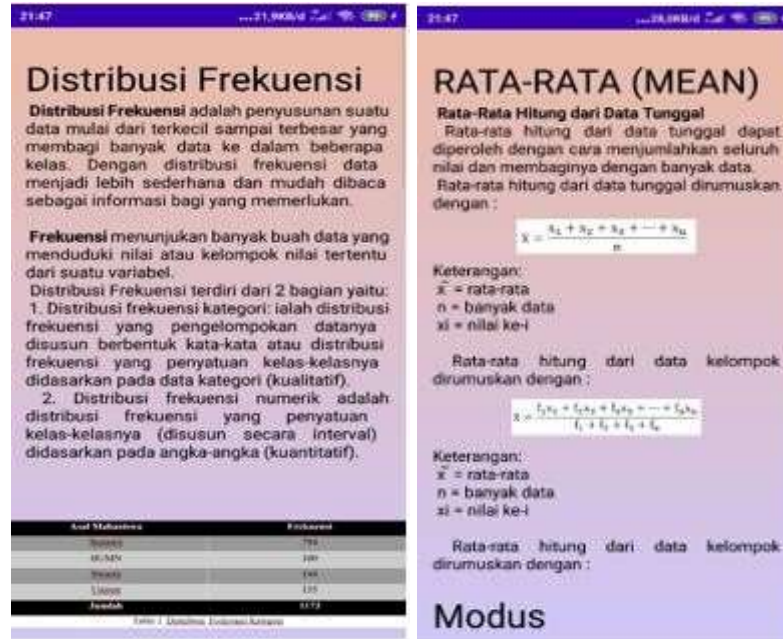 21:47
Distribusi Frekuensi
Distribusi Frekuensi adalah penyusunan suatu
data mulai dari terkecil sampai terbesar yang
membagi banyak data ke dalam beberapa
kelas. Dengan distribusi frekuensi data
menjadi lebih sederhana dan mudah dibaca
sebagai informasi bagi yang memerlukan.
Frekuensi menunjukan banyak buah data yang
menduduki nilai atau kelompok nilai tertentu
dari suatu variabel.
Distribusi Frekuensi terdiri dari 2 bagian yaitu:
1. Distribusi frekuensi kategori: ialah distribusi
frekuensi yang pengelompokan datanya
disusun berbentuk kata-kata atau distribusi
frekuensi yang penyatuan kelas-kelasnya
didasarkan pada data kategori (kualitatif).
2. Distribusi frekuensi numerik adalah
distribusi frekuensi yang penyatuan
kelas-kelasnya (disusun secara interval)
didasarkan pada angka-angka (kuantitatif).
Asal Mahasiswa Frekuensi
Jumlah
Tabel 1 Distribusi Frekuensi Kategori
21:47
RATA-RATA (MEAN)
Rata-Rata Hitung dari Data Tunggal
Rata-rata hitung dari data tunggal dapat
diperoleh dengan cara menjumlahkan seluruh
nilai dan membaginya dengan banyak data.
Rata-rata hitung dari data tunggal dirumuskan
dengan :
Keterangan:
x̄ = rata-rata
n = banyak data
xi = nilai ke-i
Rata-rata hitung dari data kelompok
dirumuskan dengan :
Keterangan:
x̄ = rata-rata
n = banyak data
xi = nilai ke-i
Rata-rata hitung dari data kelompok
dirumuskan dengan :
Modus